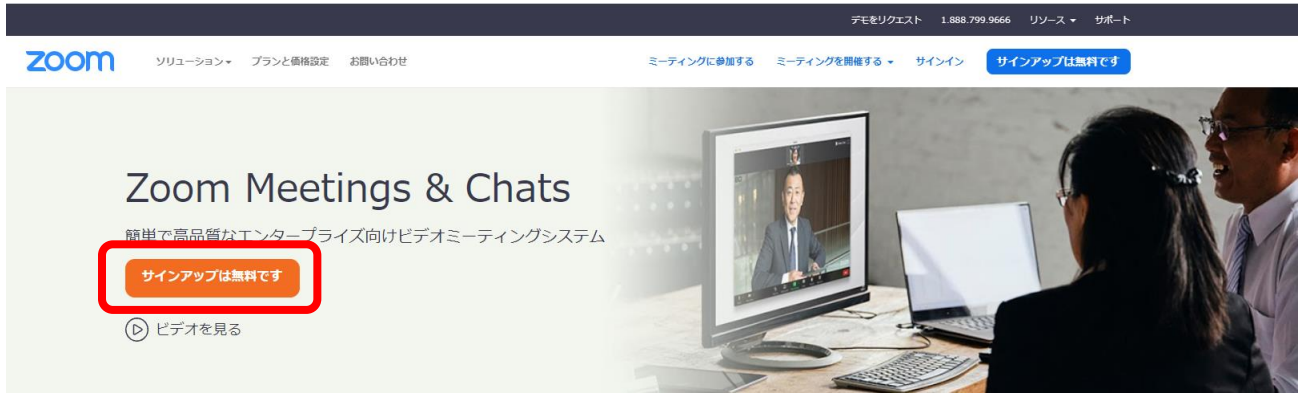 デモをリクエスト 1.888.799.9666 リソース サポート
zoom ソリューション プランと価格設定 お問い合わせ ミーティングに参加する ミーティングを開催する サインイン サインアップは無料です
Zoom Meetings & Chats
簡単で高品質なエンタープライズ向けビデオミーティングシステム
サインアップは無料です
ビデオを見る